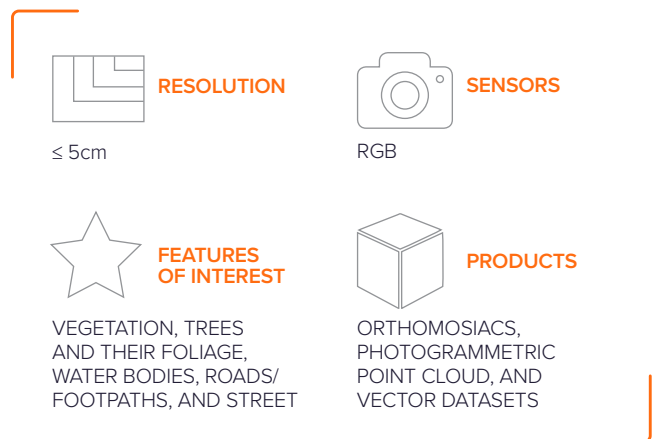 RESOLUTION
≤ 5cm
SENSORS
RGB
FEATURES
OF INTEREST
VEGETATION, TREES
AND THEIR FOLIAGE,
WATER BODIES, ROADS/
FOOTPATHS, AND STREET
PRODUCTS
ORTHOMOSIACS,
PHOTOGRAMMETRIC
POINT CLOUD, AND
VECTOR DATASETS